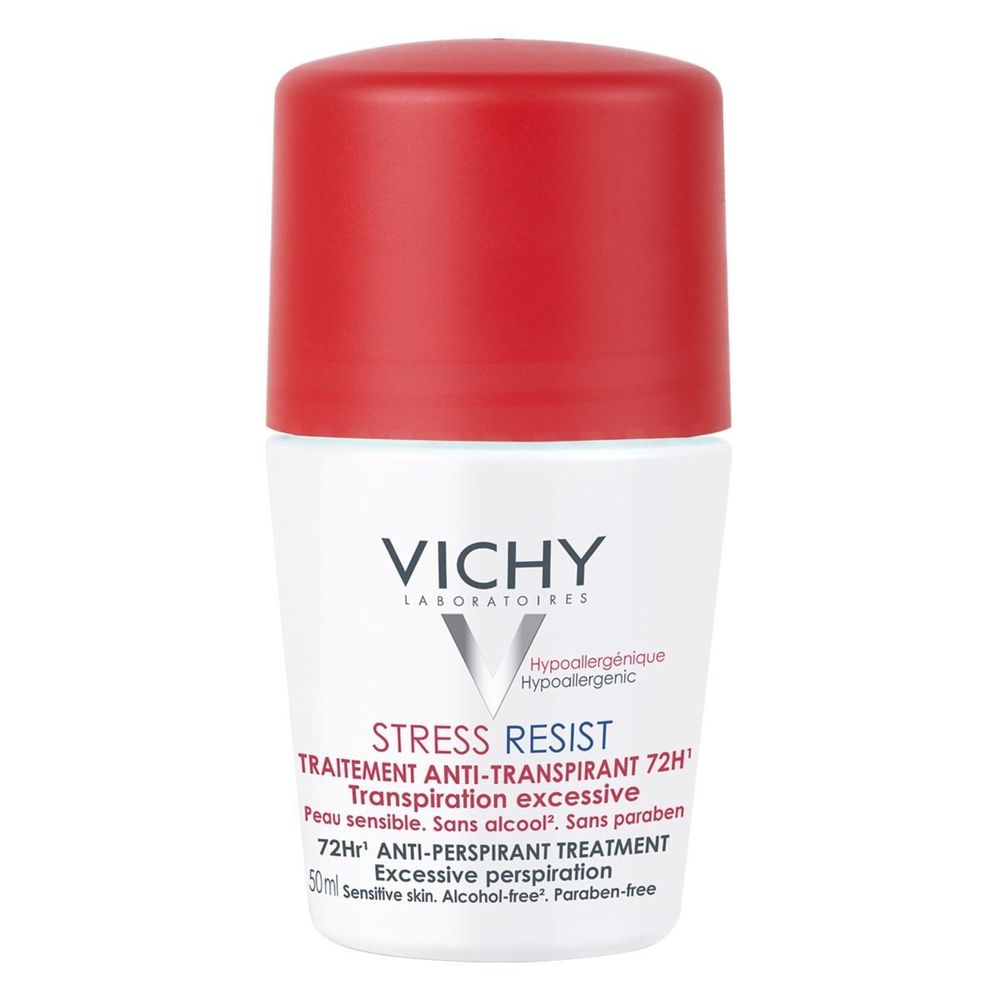 VICHY
LABORATOIRES
Hypoallergénique
Hypoallergenic
STRESS RESIST
TRAITEMENT ANTI-TRANSPIRANT 72H¹
Transpiration excessive
Peau sensible. Sans alcool². Sans paraben
72Hr¹ ANTI-PERSPIRANT TREATMENT
Excessive perspiration
50ml Sensitive skin. Alcohol-free². Paraben-free